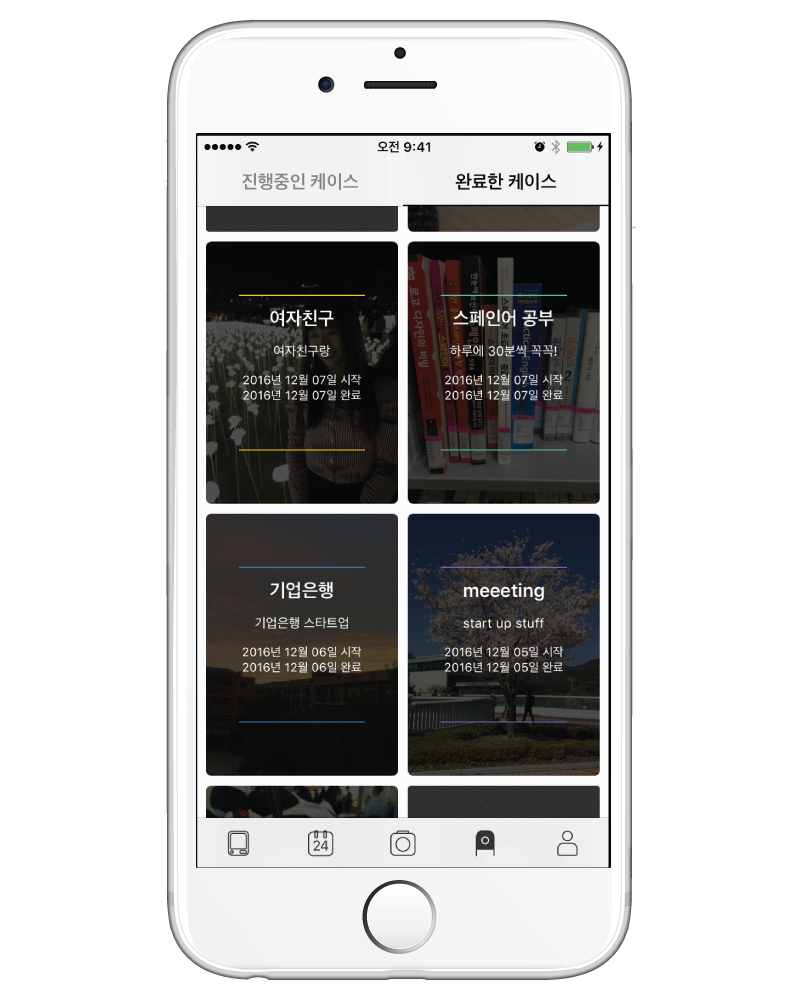 오전 9:41
진행중인 케이스
완료한 케이스
여자친구
여자친구랑
2016년 12월 07일 시작
2016년 12월 07일 완료
스페인어 공부
하루에 30분씩 꼭꼭!
2016년 12월 07일 시작
2016년 12월 07일 완료
기업은행
기업은행 스타트업
2016년 12월 06일 시작
2016년 12월 06일 완료
meeeting
start up stuff
2016년 12월 05일 시작
2016년 12월 05일 완료
24